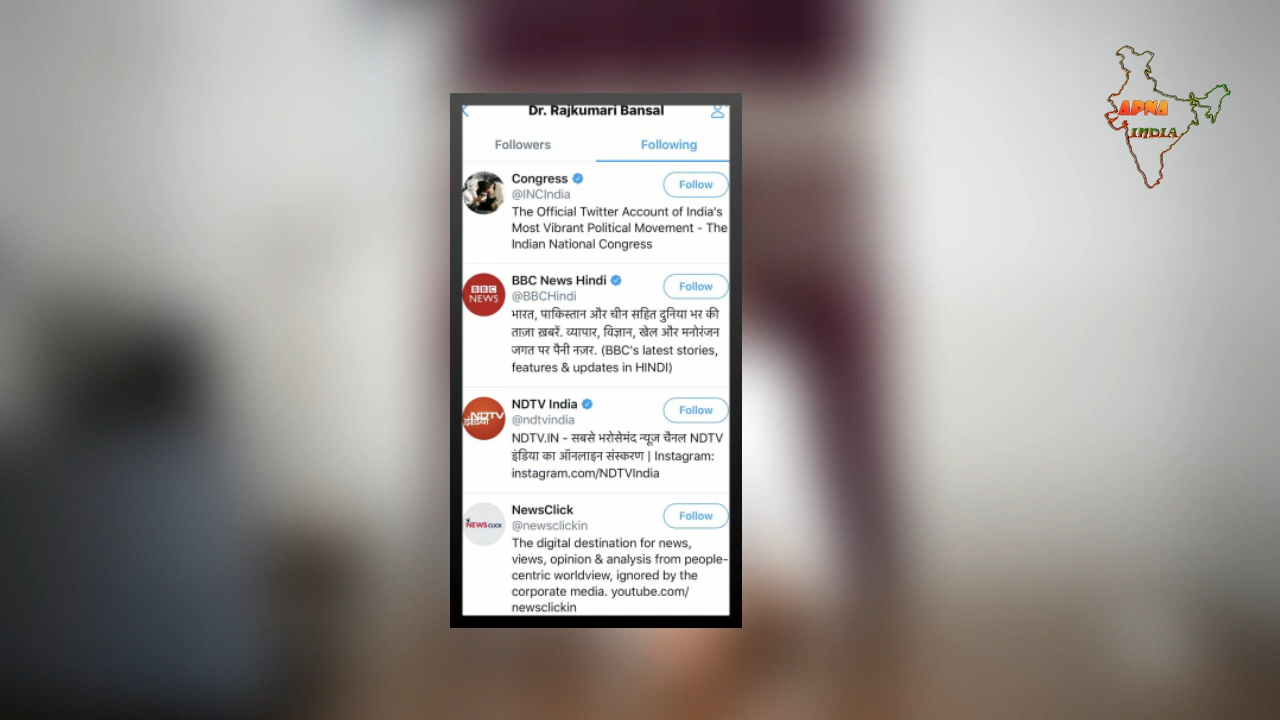 Dr. Rajkumari Bansal
Followers
Following
Congress
Follow
@INCIndia
The Official Twitter Account of India's
Most Vibrant Political Movement - The
Indian National Congress
BBC NEWS
BBC News Hindi
Follow
@BBCHindi
भारत, पाकिस्तान और चीन सहित दुनिया भर की
ताज़ा ख़बरें. व्यापार, विज्ञान, खेल और मनोरंजन
जगत पर पैनी नज़र. (BBC's latest stories,
features & updates in HINDI)
NDTV
इंडिया
NDTV India
Follow
@ndtvindia
NDTV.IN - सबसे भरोसेमंद न्यूज़ चैनल NDTV
इंडिया का ऑनलाइन संस्करण | Instagram:
instagram.com/NDTVIndia
NEWSCLICK
NewsClick
Follow
@newsclickin
The digital destination for news,
views, opinion & analysis from people-
centric worldview, ignored by the
corporate media. youtube.com/
newsclickin
APNA
INDIA